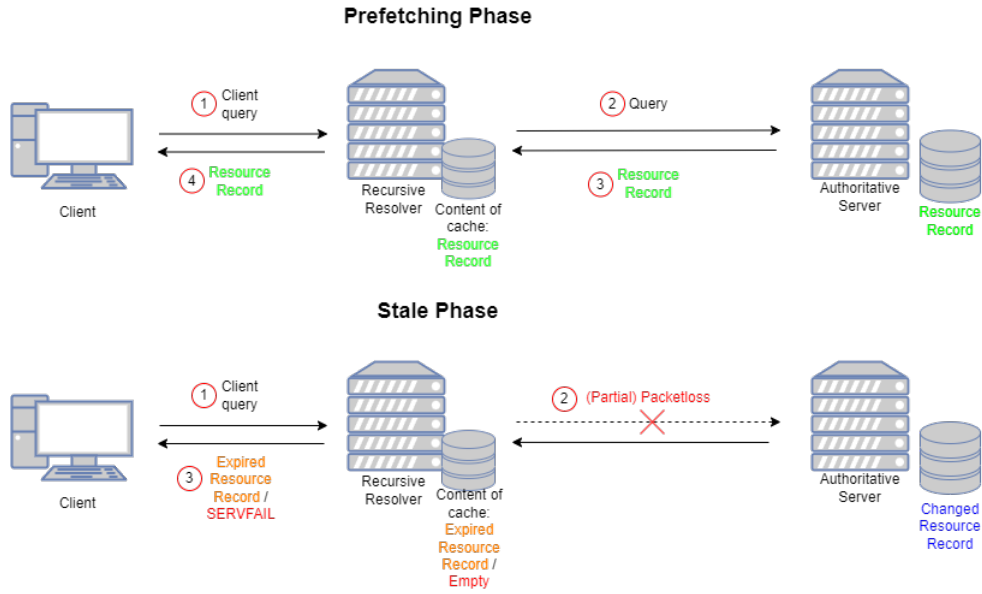 Prefetching Phase
1 Client
query
2 Query
4 Resource
Record
3 Resource
Record
Client
Recursive
Resolver
Content of
cache:
Resource
Record
Authoritative
Server
Resource
Record
Stale Phase
1 Client
query
2 (Partial) Packetloss
3 Expired
Resource
Record /
SERVFAIL
Client
Recursive
Resolver
Content of
cache:
Expired
Resource
Record /
Empty
Authoritative
Server
Changed
Resource
Record